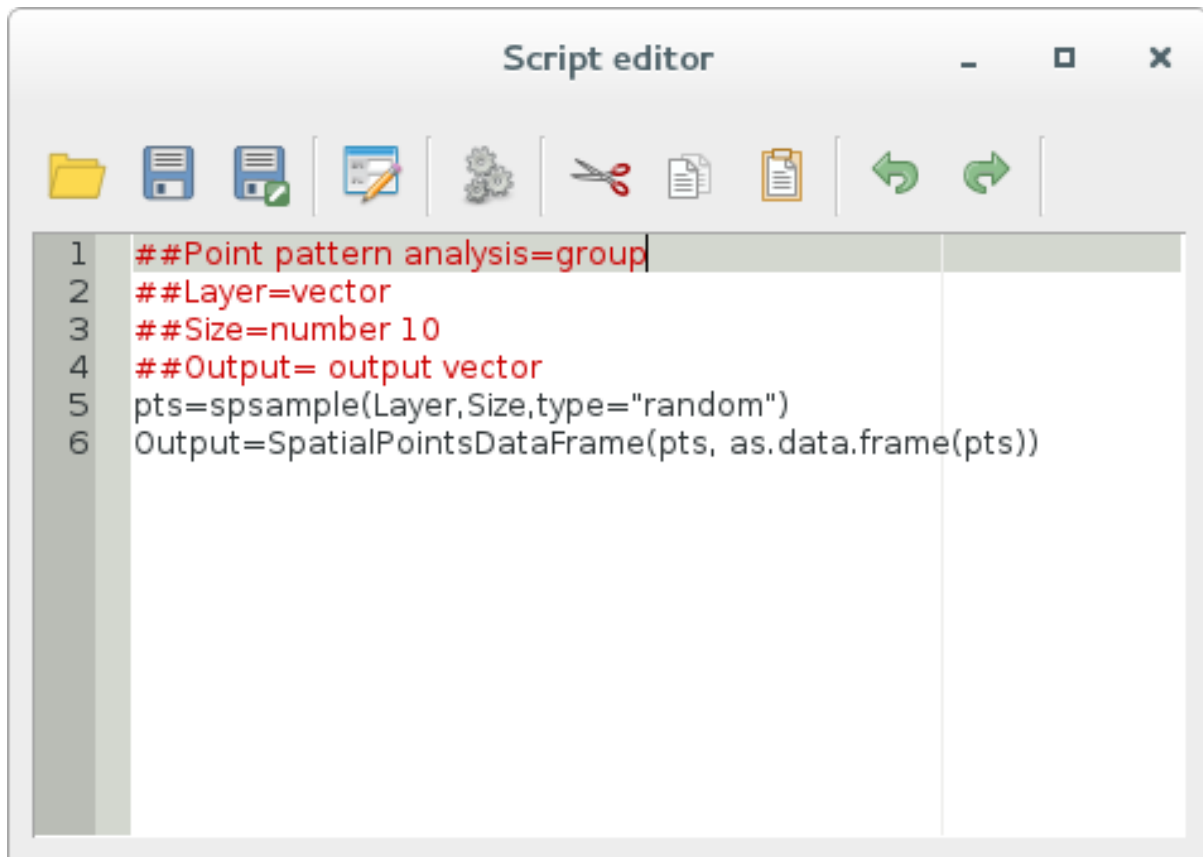 Script editor
1 ##Point pattern analysis=group
2 ##Layer=vector
3 ##Size=number 10
4 ##Output= output vector
5 pts=spsample(Layer,Size,type="random")
6 Output=SpatialPointsDataFrame(pts, as.data.frame(pts))